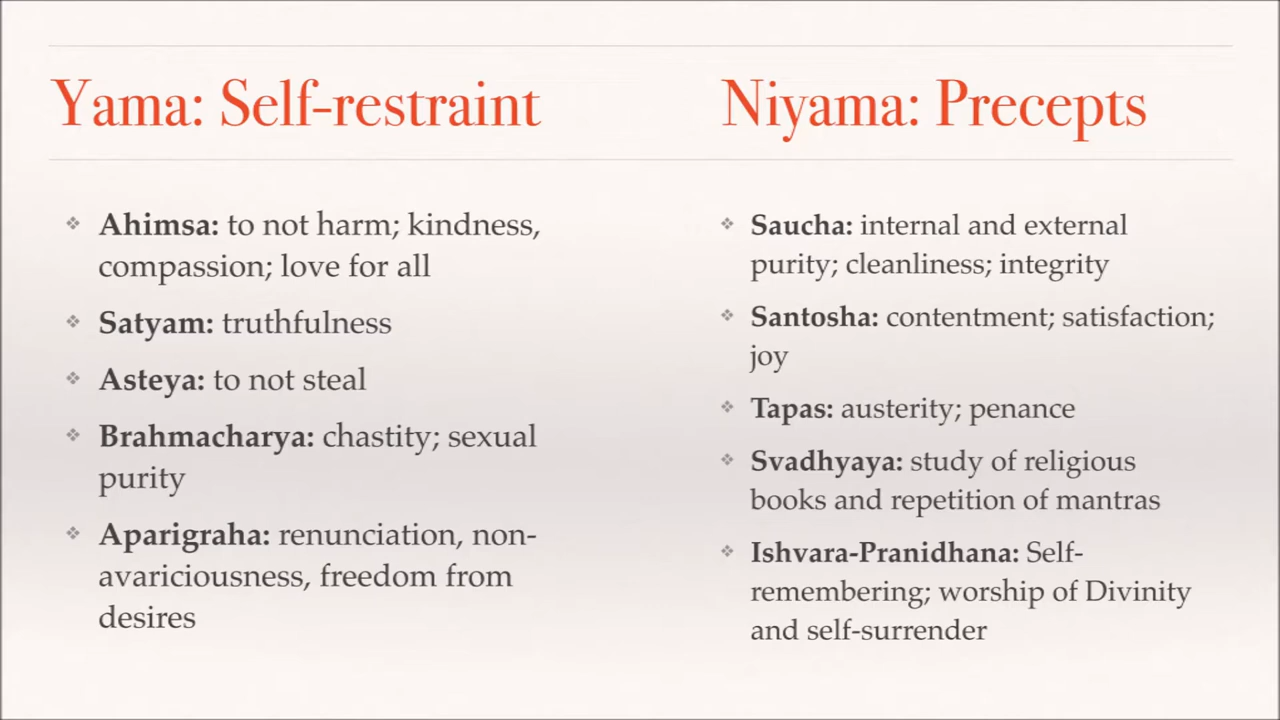 Yama: Self-restraint
Ahimsa: to not harm; kindness,
compassion; love for all
Satyam: truthfulness
Asteya: to not steal
Brahmacharya: chastity; sexual
purity
Aparigraha: renunciation, non-
avariciousness, freedom from
desires
Niyama: Precepts
Saucha: internal and external
purity; cleanliness; integrity
Santosha: contentment; satisfaction;
joy
Tapas: austerity; penance
Svadhyaya: study of religious
books and repetition of mantras
Ishvara-Pranidhana: Self-
remembering; worship of Divinity
and self-surrender